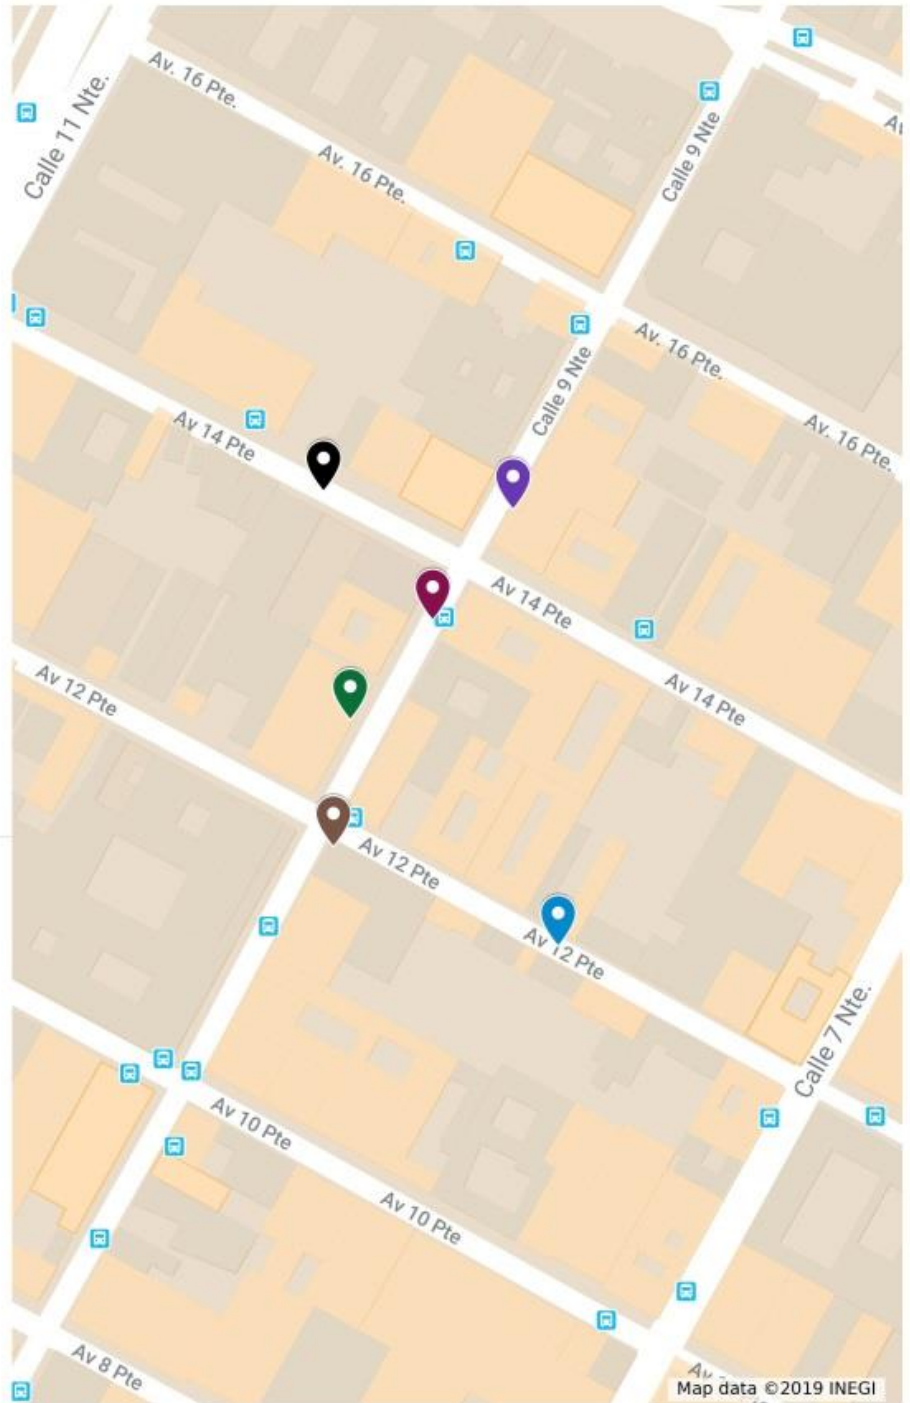 Av. 16 Pte.
Calle 11 Nte.
Calle 9 Nte
Av. 16 Pte.
Av. 16 Pte.
Calle 9 Nte
Av 14 Pte
Av. 16 Pte.
Av 14 Pte
Av 12 Pte
Av 14 Pte
Av 12 Pte
Av 12 Pte
Calle 7 Nte.
Av 10 Pte
Av 10 Pte
Av 8 Pte
Map data ©2019 INEGI